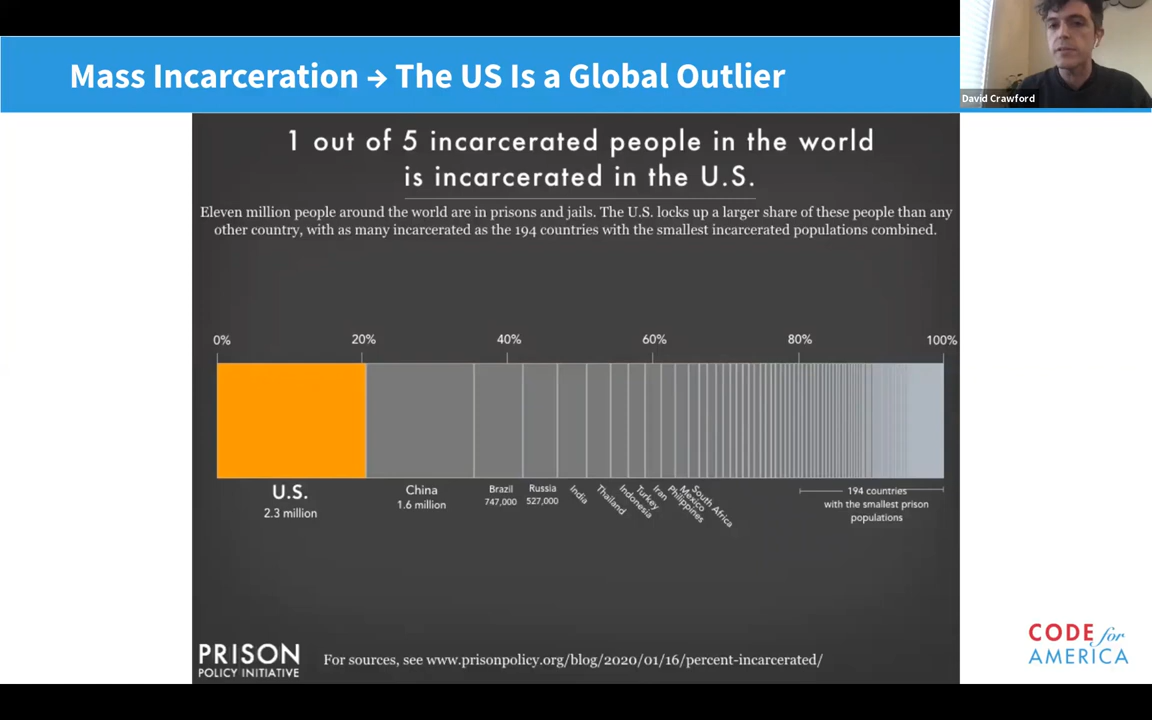 Mass Incarceration → The US Is a Global Outlier
David Crawford
1 out of 5 incarcerated people in the world
is incarcerated in the U.S.
Eleven million people around the world are in prisons and jails. The U.S. locks up a larger share of these people than any
other country, with as many incarcerated as the 194 countries with the smallest incarcerated populations combined.
0%
20%
40%
60%
80%
100%
U.S.
2.3 million
China
1.6 million
Brazil
747,000
Russia
527,000
India
Thailand
Indonesia
Turkey
Iran
Philippines
Mexico
South Africa
194 countries
with the smallest prison
populations
PRISON
POLICY INITIATIVE
For sources, see www.prisonpolicy.org/blog/2020/01/16/percent-incarcerated/
CODE for
AMERICA